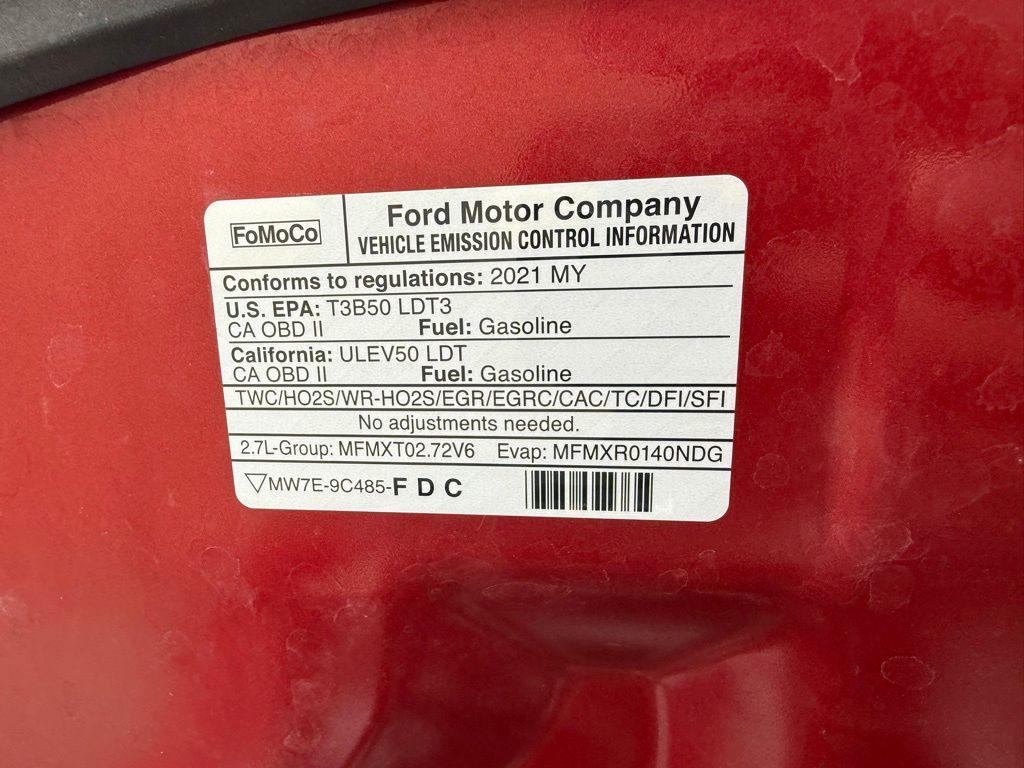 FoMoCo
Ford Motor Company
VEHICLE EMISSION CONTROL INFORMATION
Conforms to regulations: 2021 MY
U.S. EPA: T3B50 LDT3
CA OBD II Fuel: Gasoline
California: ULEV50 LDT
CA OBD II Fuel: Gasoline
TWC/HO2S/WR-HO2S/EGR/EGRC/CAC/TC/DFI/SFI
No adjustments needed.
2.7L-Group: MFMXT02.72V6 Evap: MFMXR0140NDG
MW7E-9C485-F D C